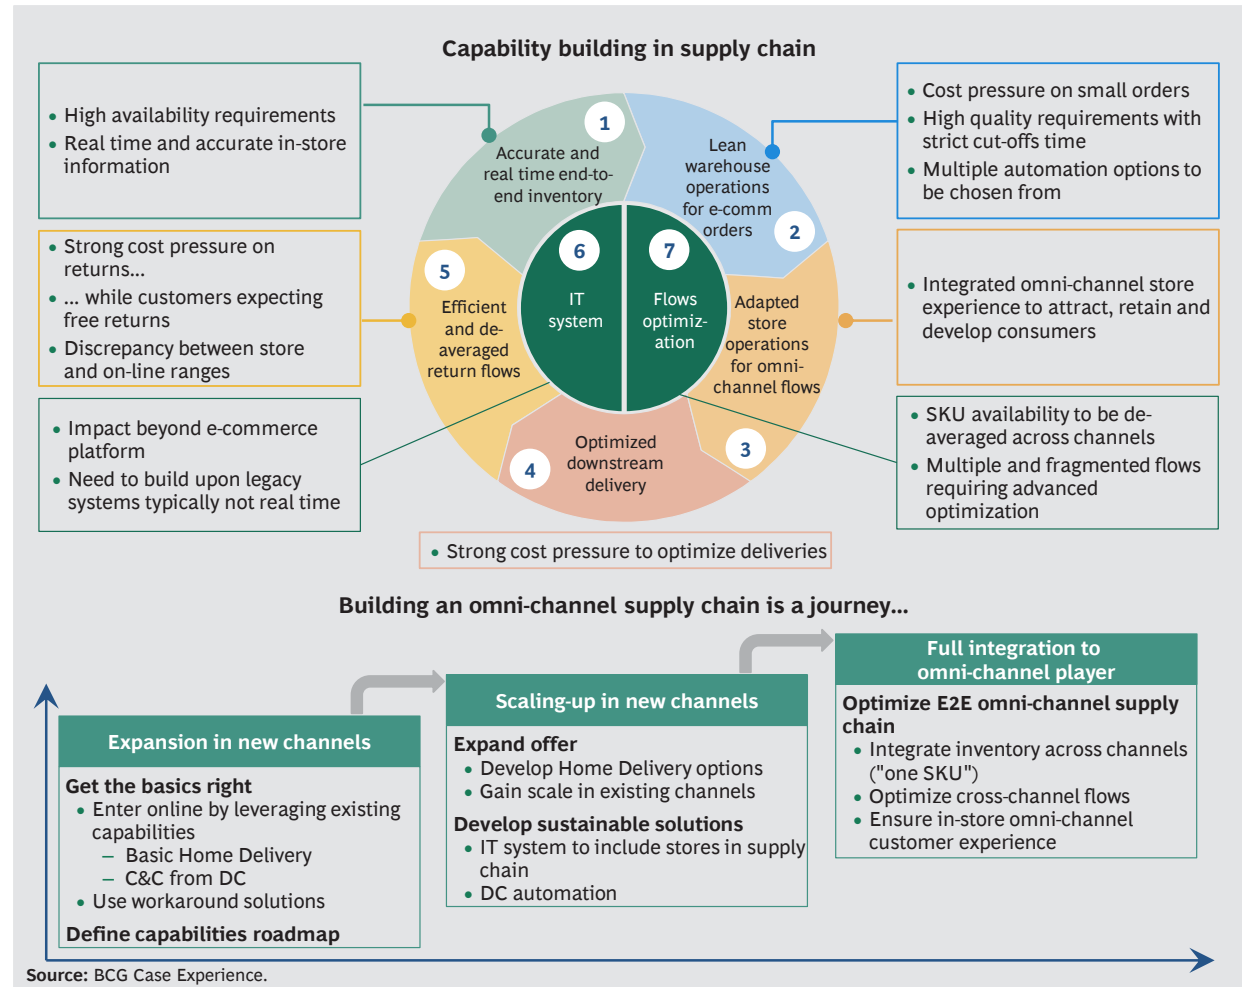 Capability building in supply chain
• High availability requirements
• Real time and accurate in-store
information
• Strong cost pressure on
returns...
• ... while customers expecting
free returns
• Discrepancy between store
and on-line ranges
• Impact beyond e-commerce
platform
• Need to build upon legacy
systems typically not real time
1
Accurate and
real time end-to-
end inventory
Lean
warehouse
operations
for e-comm
orders
2
Adapted
store
operations
for omni-
channel flows
3
Optimized
downstream
delivery
4
5
Efficient
and de-
averaged
return flows
6
IT
system
7
Flows
optimiz-
ation
• Cost pressure on small orders
• High quality requirements with
strict cut-offs time
• Multiple automation options to
be chosen from
• Integrated omni-channel store
experience to attract, retain and
develop consumers
• SKU availability to be de-
averaged across channels
• Multiple and fragmented flows
requiring advanced
optimization
• Strong cost pressure to optimize deliveries
Building an omni-channel supply chain is a journey...
Expansion in new channels
Get the basics right
• Enter online by leveraging existing
capabilities
– Basic Home Delivery
– C&C from DC
• Use workaround solutions
Define capabilities roadmap
Scaling-up in new channels
Expand offer
• Develop Home Delivery options
• Gain scale in existing channels
Develop sustainable solutions
• IT system to include stores in supply
chain
• DC automation
Full integration to
omni-channel player
Optimize E2E omni-channel supply
chain
• Integrate inventory across channels
("one SKU")
• Optimize cross-channel flows
• Ensure in-store omni-channel
customer experience
Source: BCG Case Experience.